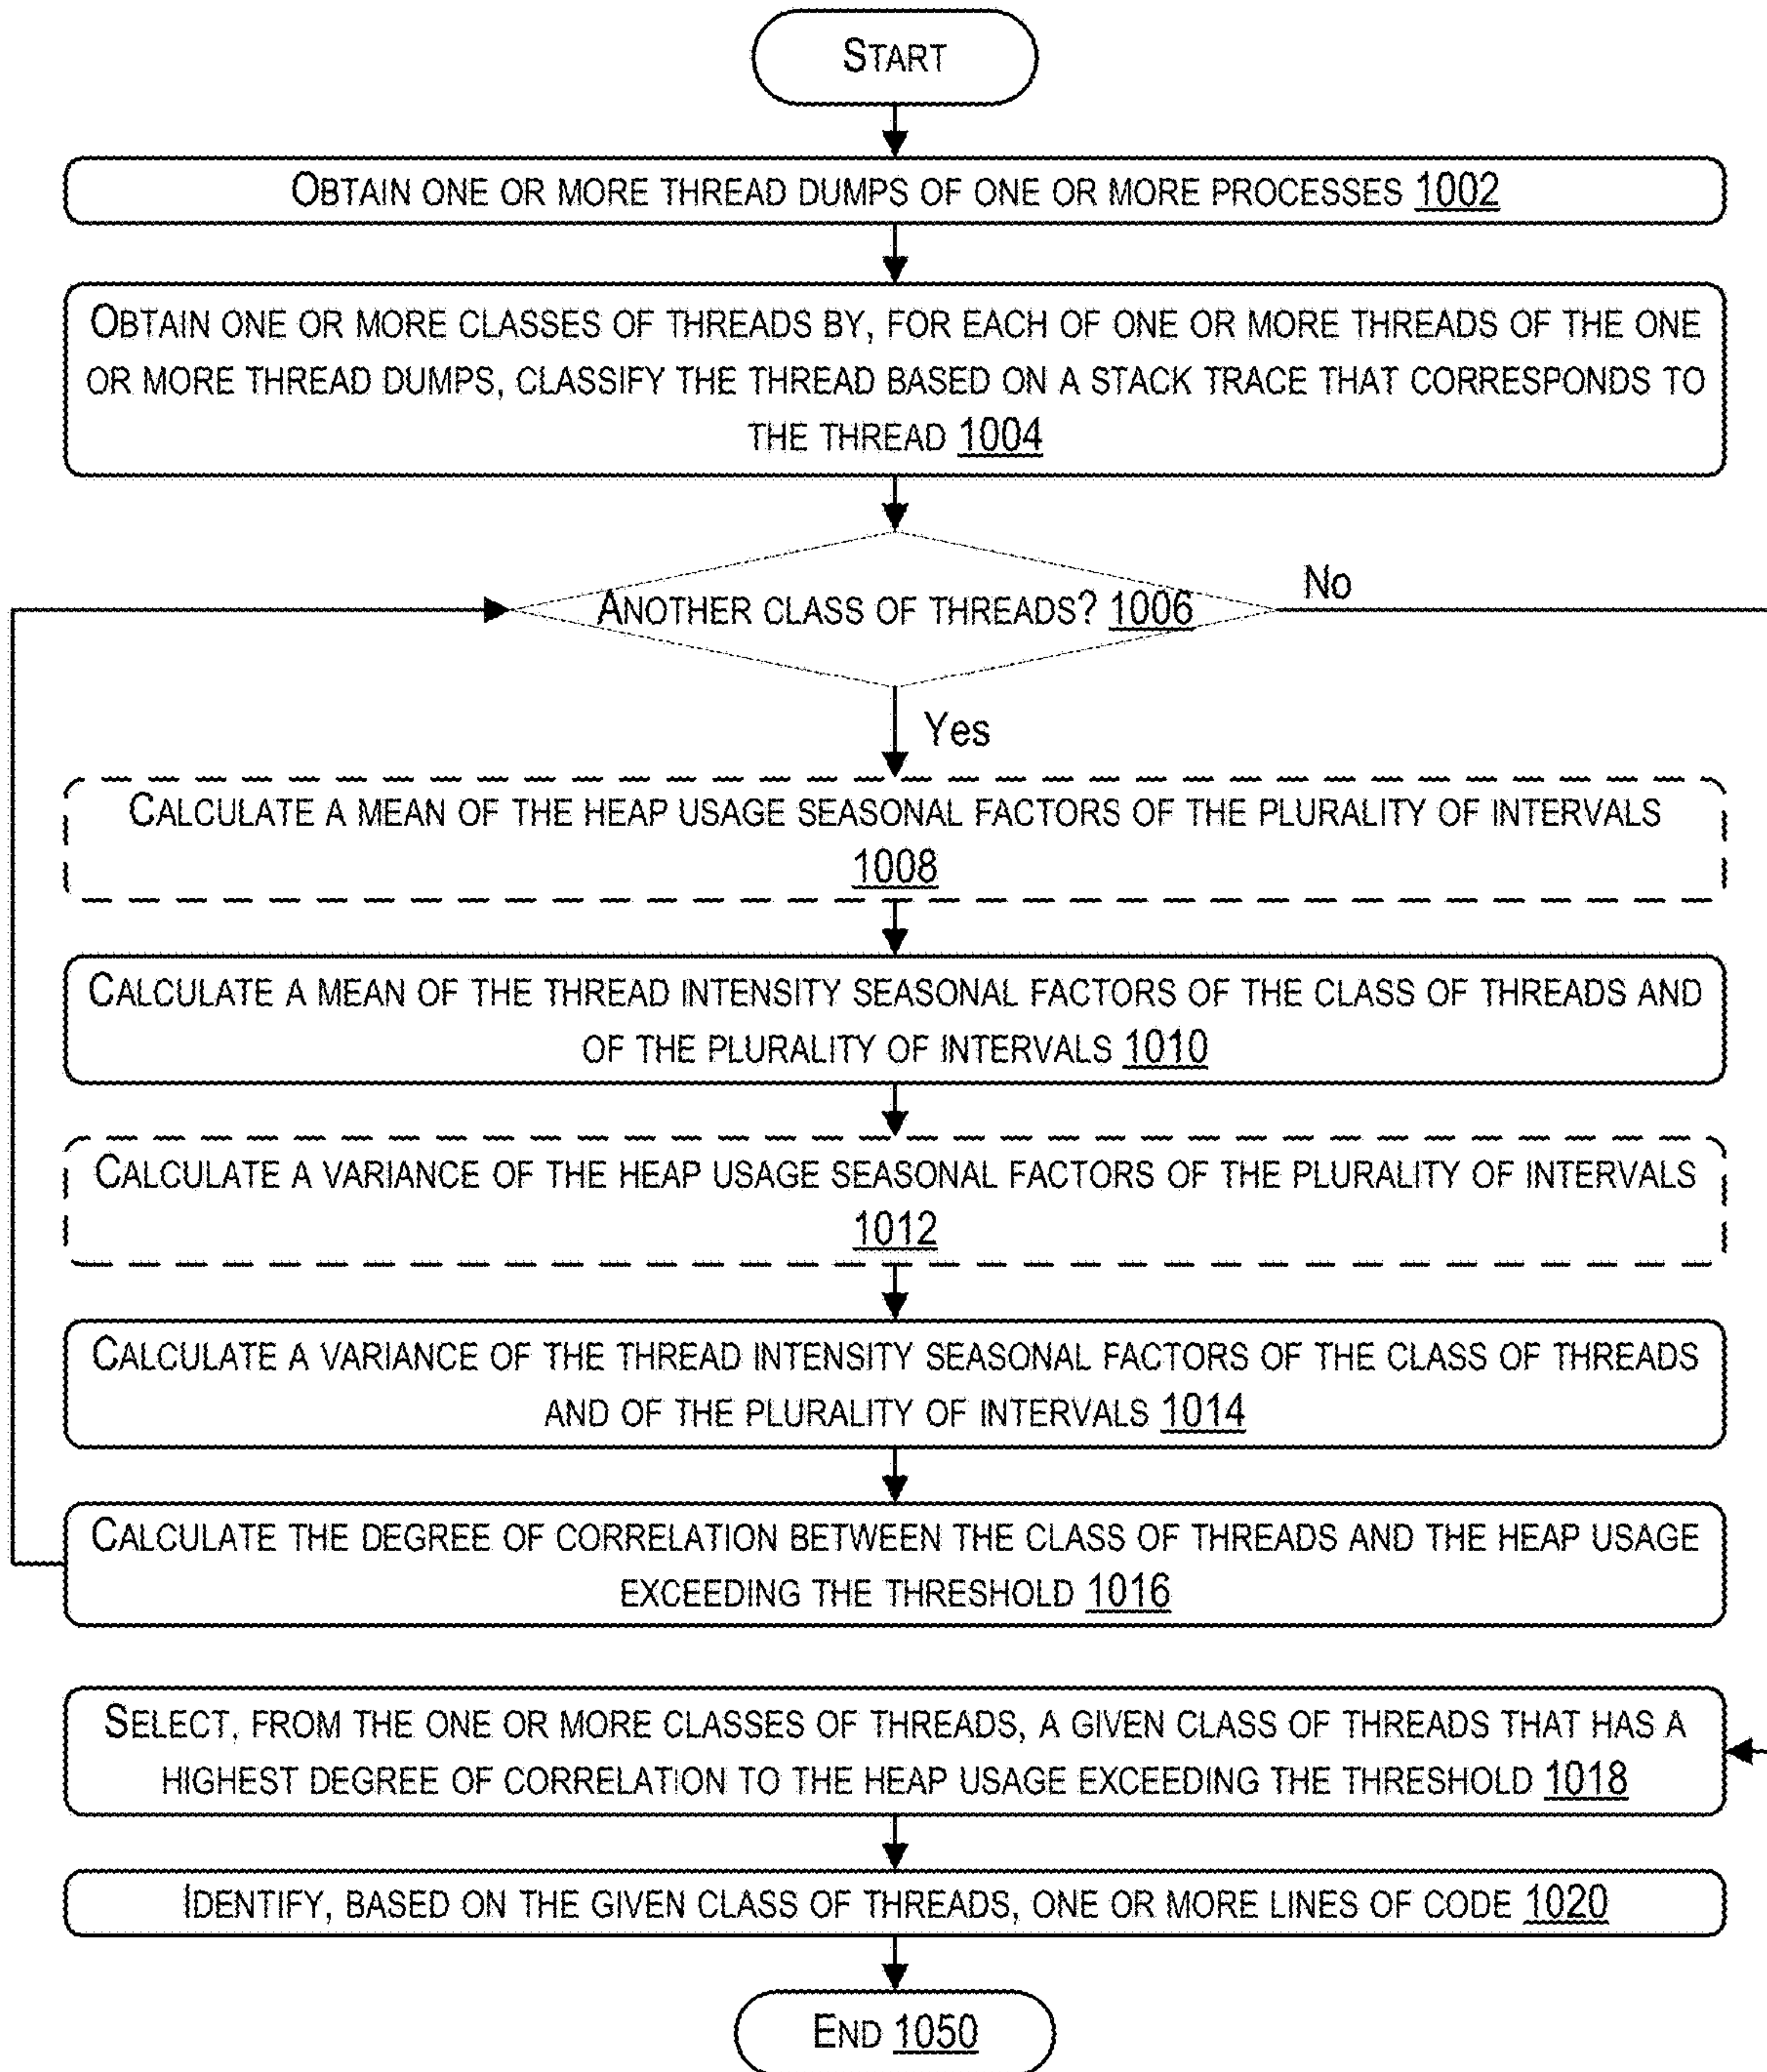 START
OBTAIN ONE OR MORE THREAD DUMPS OF ONE OR MORE PROCESSES 1002
OBTAIN ONE OR MORE CLASSES OF THREADS BY, FOR EACH OF ONE OR MORE THREADS OF THE ONE
OR MORE THREAD DUMPS, CLASSIFY THE THREAD BASED ON A STACK TRACE THAT CORRESPONDS TO
THE THREAD 1004
ANOTHER CLASS OF THREADS? 1006
No
Yes
CALCULATE A MEAN OF THE HEAP USAGE SEASONAL FACTORS OF THE PLURALITY OF INTERVALS
1008
CALCULATE A MEAN OF THE THREAD INTENSITY SEASONAL FACTORS OF THE CLASS OF THREADS AND
OF THE PLURALITY OF INTERVALS 1010
CALCULATE A VARIANCE OF THE HEAP USAGE SEASONAL FACTORS OF THE PLURALITY OF INTERVALS
1012
CALCULATE A VARIANCE OF THE THREAD INTENSITY SEASONAL FACTORS OF THE CLASS OF THREADS
AND OF THE PLURALITY OF INTERVALS 1014
CALCULATE THE DEGREE OF CORRELATION BETWEEN THE CLASS OF THREADS AND THE HEAP USAGE
EXCEEDING THE THRESHOLD 1016
SELECT, FROM THE ONE OR MORE CLASSES OF THREADS, A GIVEN CLASS OF THREADS THAT HAS A
HIGHEST DEGREE OF CORRELATION TO THE HEAP USAGE EXCEEDING THE THRESHOLD 1018
IDENTIFY, BASED ON THE GIVEN CLASS OF THREADS, ONE OR MORE LINES OF CODE 1020
END 1050